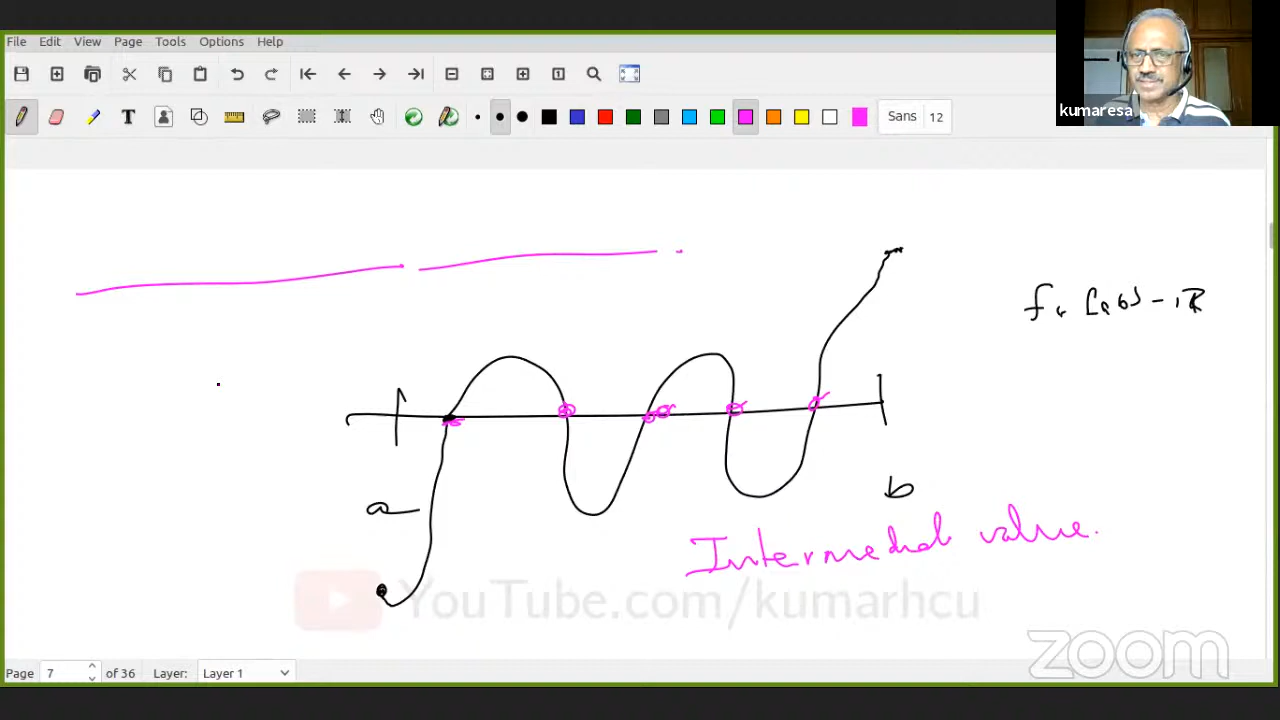 File Edit View Page Tools Options Help
kumaresa
Sans 12
f: [a, b] → ℝ
a
b
Intermediate value.
YouTube.com/kumarhcu
zoom
Page 7 of 36 Layer: Layer 1